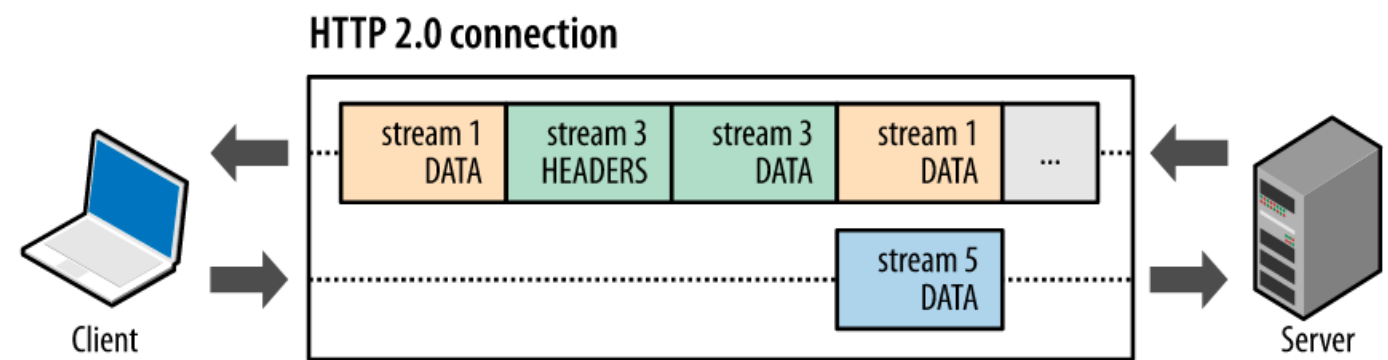 HTTP 2.0 connection
stream 1
DATA
stream 3
HEADERS
stream 3
DATA
stream 1
DATA
...
stream 5
DATA
Client
Server